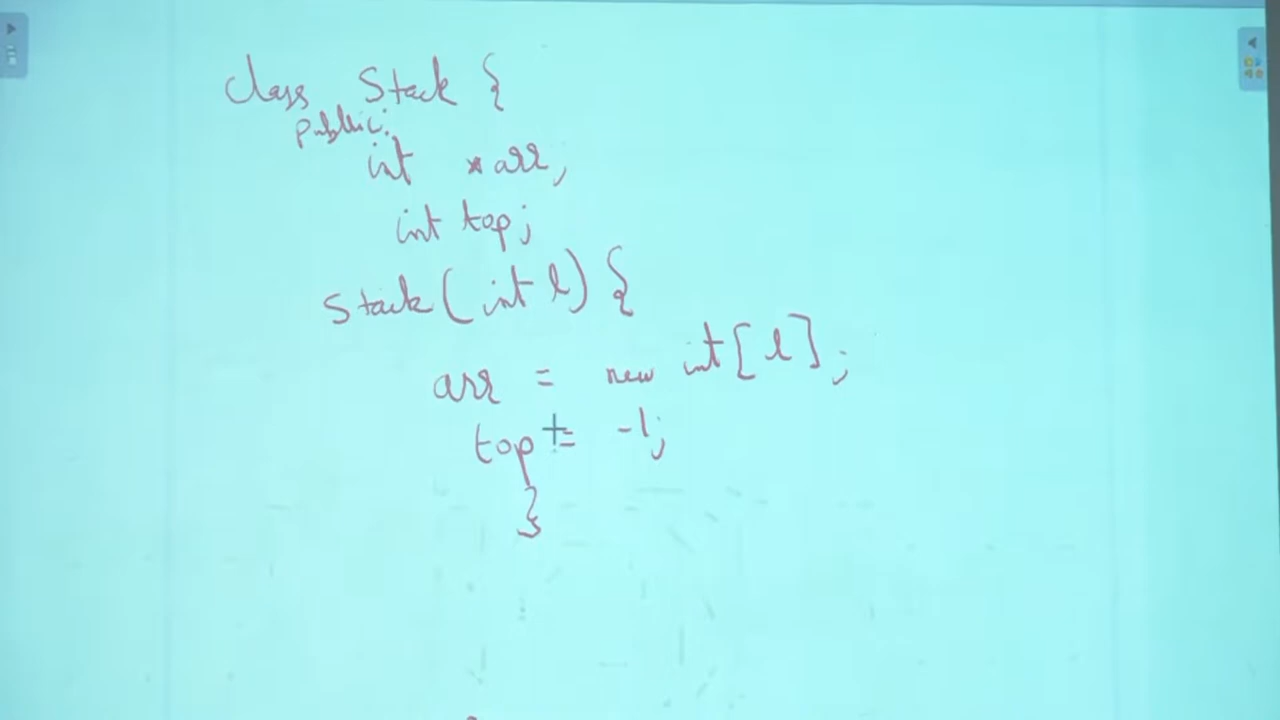 class Stack {
public:
int *arr;
int top;
Stack(int l) {
arr = new int[l];
top = -1;
}